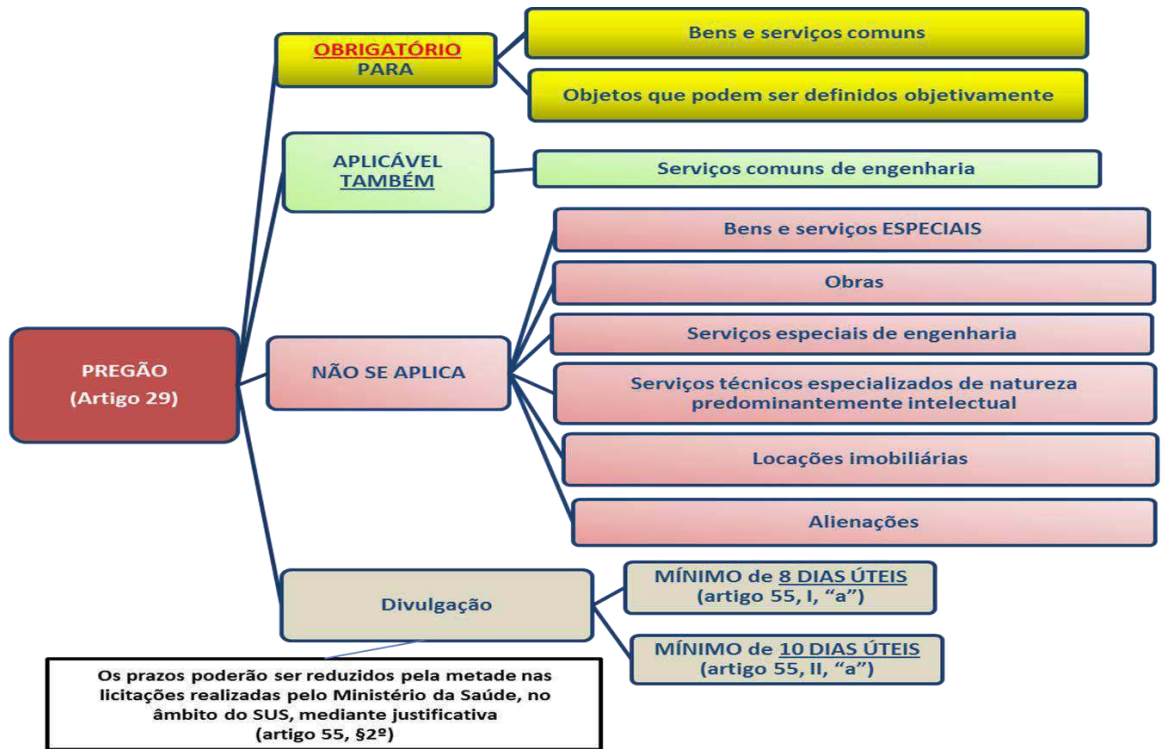 PREGÃO
(Artigo 29)
OBRIGATÓRIO
PARA
Bens e serviços comuns
Objetos que podem ser definidos objetivamente
APLICÁVEL
TAMBÉM
Serviços comuns de engenharia
NÃO SE APLICA
Bens e serviços ESPECIAIS
Obras
Serviços especiais de engenharia
Serviços técnicos especializados de natureza
predominantemente intelectual
Locações imobiliárias
Alienações
Divulgação
MÍNIMO de 8 DIAS ÚTEIS
(artigo 55, I, “a”)
MÍNIMO de 10 DIAS ÚTEIS
(artigo 55, II, “a”)
Os prazos poderão ser reduzidos pela metade nas
licitações realizadas pelo Ministério da Saúde, no
âmbito do SUS, mediante justificativa
(artigo 55, §2º)